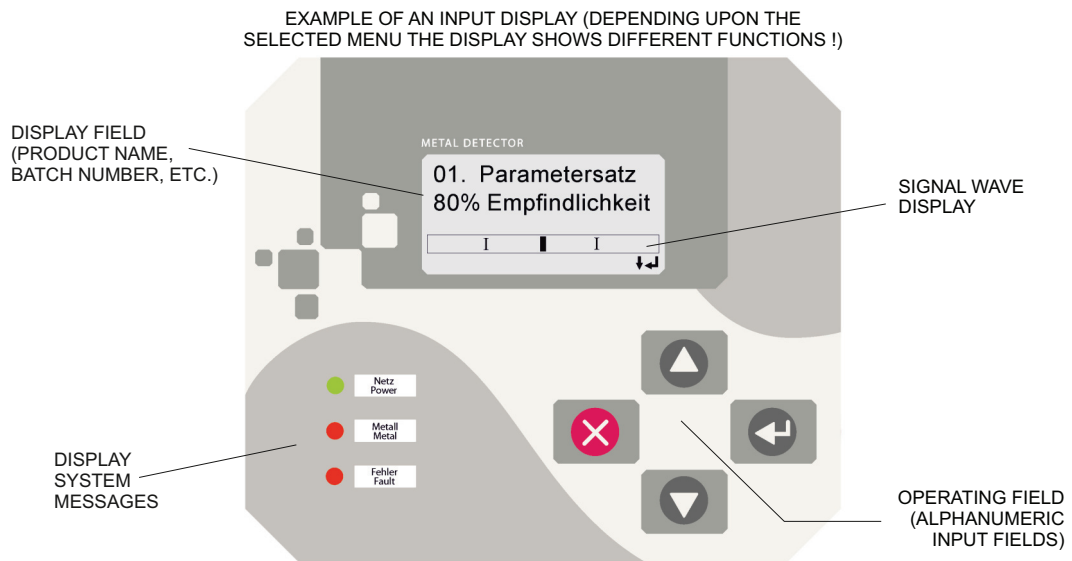 EXAMPLE OF AN INPUT DISPLAY (DEPENDING UPON THE
SELECTED MENU THE DISPLAY SHOWS DIFFERENT FUNCTIONS !)
DISPLAY FIELD
(PRODUCT NAME,
BATCH NUMBER, ETC.)
METAL DETECTOR
01. Parametersatz
80% Empfindlichkeit
I I
SIGNAL WAVE
DISPLAY
Netz
Power
Metall
Metal
Fehler
Fault
DISPLAY
SYSTEM
MESSAGES
OPERATING FIELD
(ALPHANUMERIC
INPUT FIELDS)